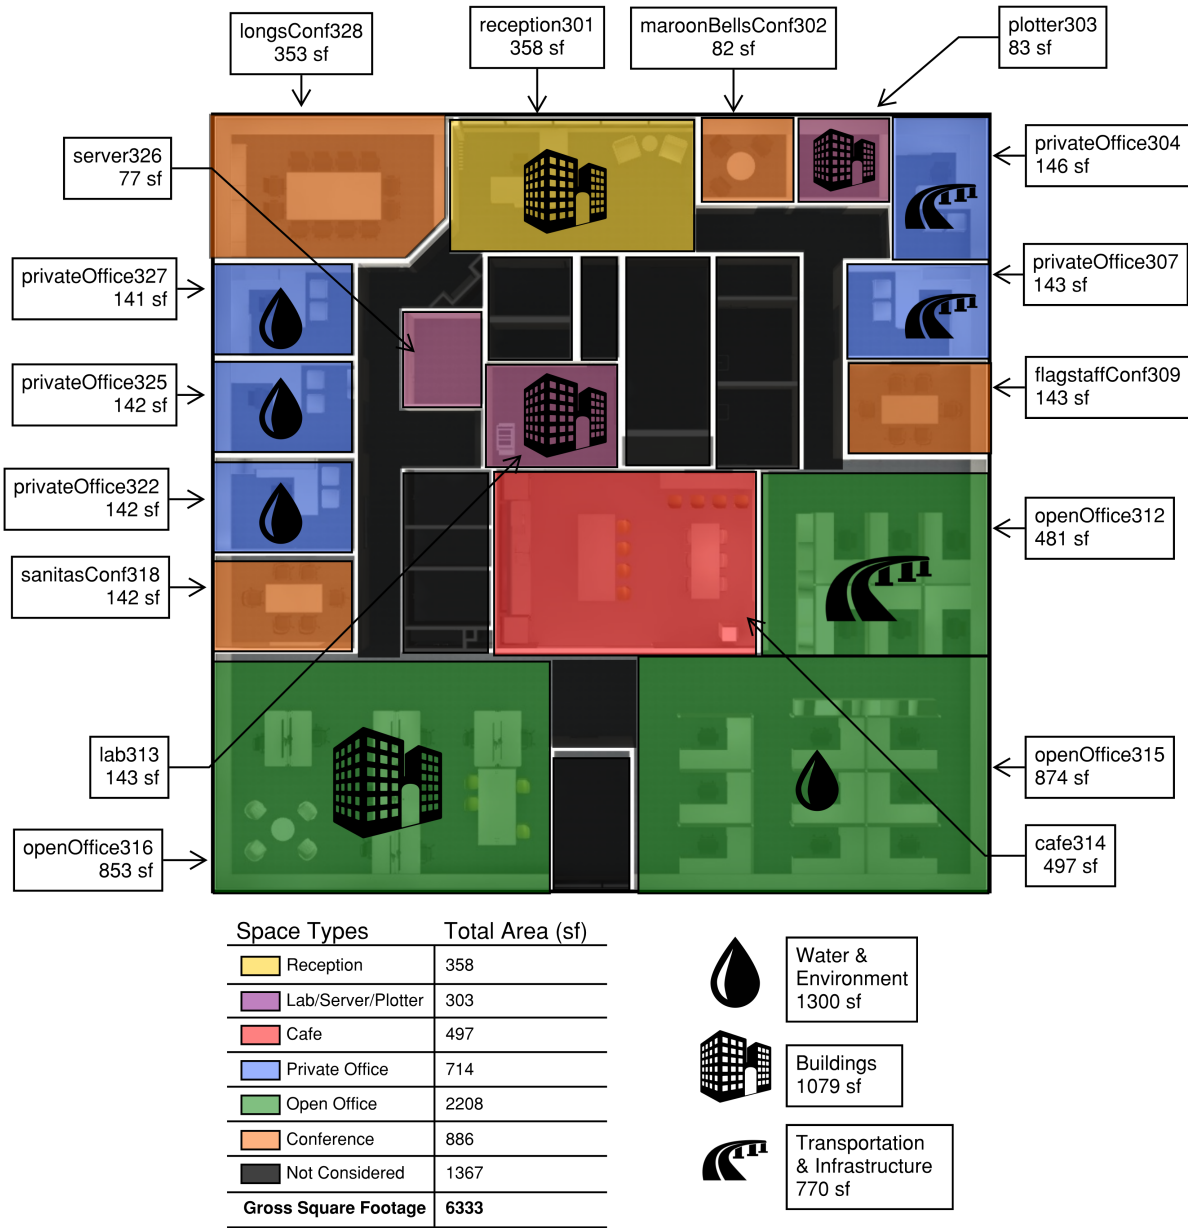 longsConf328
353 sf
reception301
358 sf
maroonBellsConf302
82 sf
plotter303
83 sf
server326
77 sf
privateOffice304
146 sf
privateOffice327
141 sf
privateOffice307
143 sf
privateOffice325
142 sf
flagstaffConf309
143 sf
privateOffice322
142 sf
openOffice312
481 sf
sanitasConf318
142 sf
lab313
143 sf
openOffice315
874 sf
openOffice316
853 sf
cafe314
497 sf
Space Types Total Area (sf)
Reception 358
Lab/Server/Plotter 303
Cafe 497
Private Office 714
Open Office 2208
Conference 886
Not Considered 1367
Gross Square Footage 6333
Water &
Environment
1300 sf
Buildings
1079 sf
Transportation
& Infrastructure
770 sf